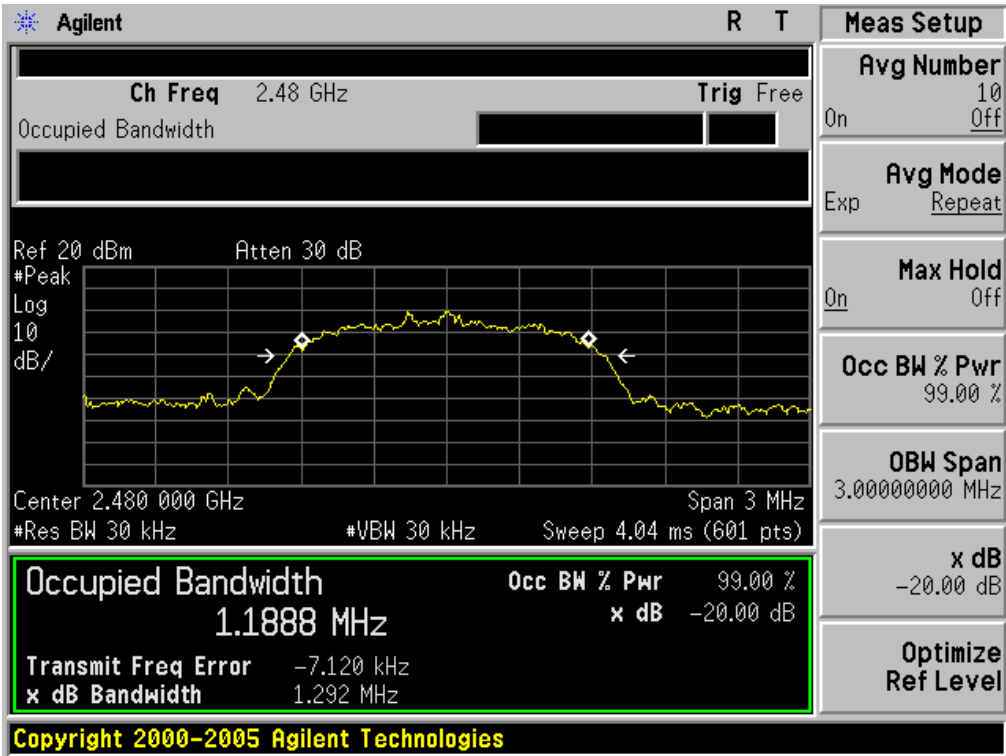 Agilent R T
Ch Freq 2.48 GHz Trig Free
Occupied Bandwidth
Ref 20 dBm Atten 30 dB
#Peak
Log
10
dB/
Center 2.480 000 GHz Span 3 MHz
#Res BW 30 kHz #VBW 30 kHz Sweep 4.04 ms (601 pts)
Occupied Bandwidth Occ BW % Pwr 99.00 %
1.1888 MHz x dB -20.00 dB
Transmit Freq Error -7.120 kHz
x dB Bandwidth 1.292 MHz
Copyright 2000-2005 Agilent Technologies
Meas Setup
Avg Number
10
On Off
Avg Mode
Exp Repeat
Max Hold
On Off
Occ BW % Pwr
99.00 %
OBW Span
3.00000000 MHz
x dB
-20.00 dB
Optimize
Ref Level